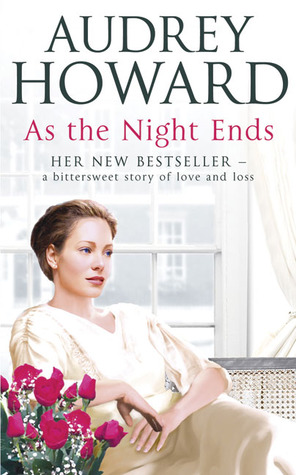 AUDREY
HOWARD
As the Night Ends
HER NEW BESTSELLER –
a bittersweet story of love and loss